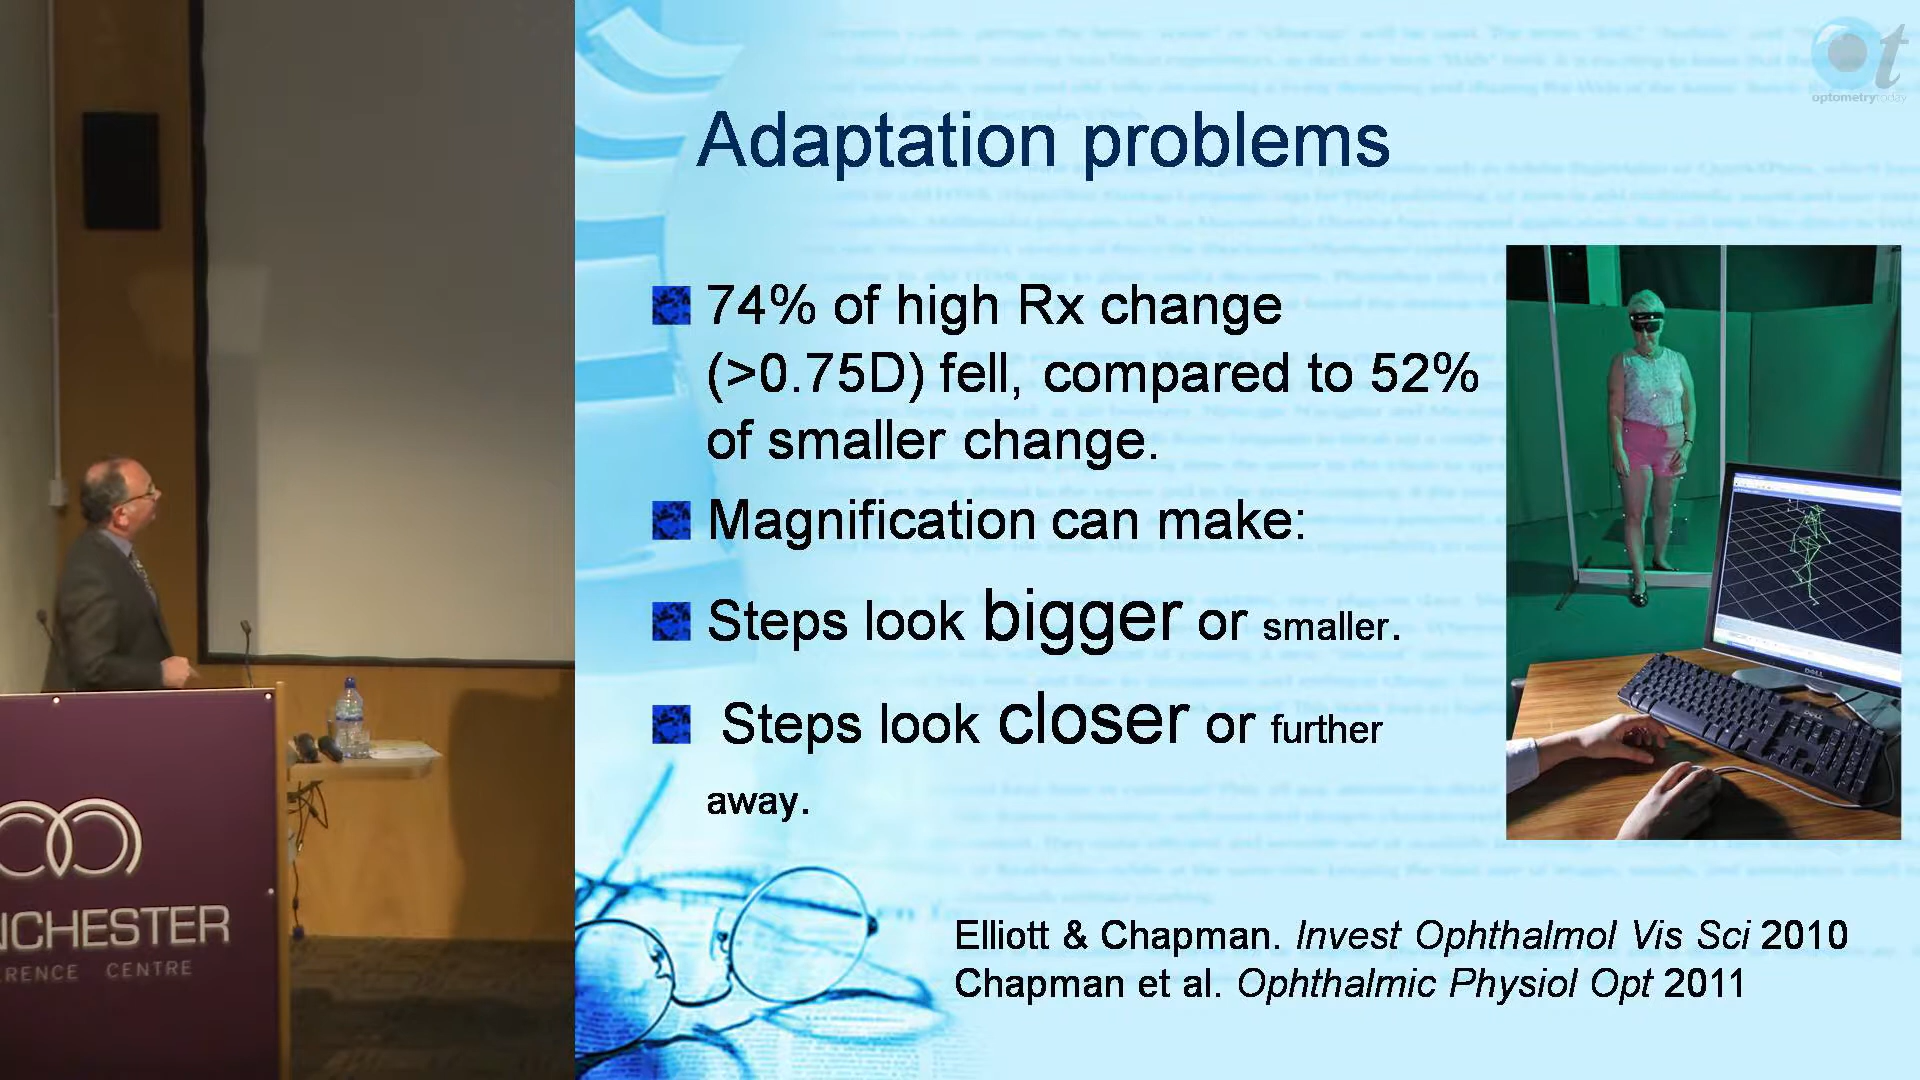 optometrytoday
Adaptation problems
74% of high Rx change
(>0.75D) fell, compared to 52%
of smaller change.
Magnification can make:
Steps look bigger or smaller.
Steps look closer or further
away.
Elliott & Chapman. Invest Ophthalmol Vis Sci 2010
Chapman et al. Ophthalmic Physiol Opt 2011
NCHESTER
RENCE CENTRE
DELL